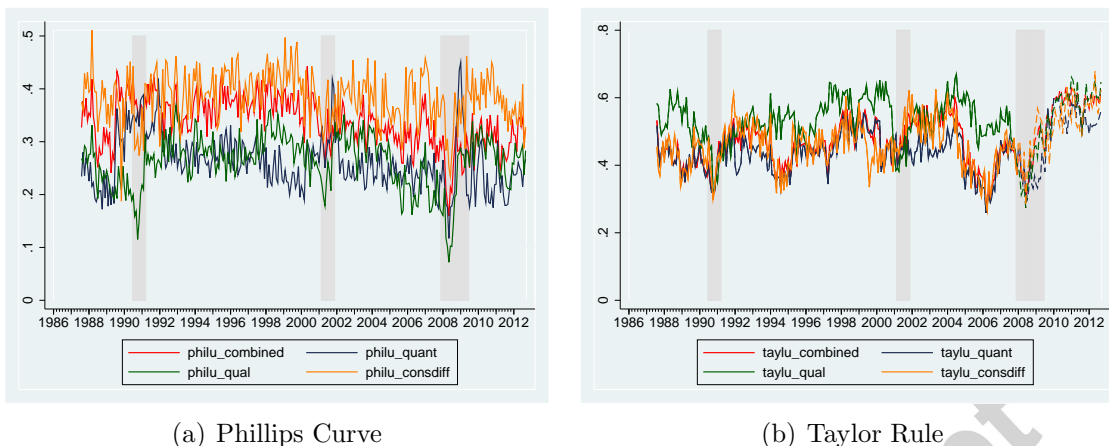 0 .1 .2 .3 .4 .5
1986 1988 1990 1992 1994 1996 1998 2000 2002 2004 2006 2008 2010 2012
philu_combined philu_quant
philu_qual philu_consdiff
(a) Phillips Curve
0 .2 .4 .6 .8
1986 1988 1990 1992 1994 1996 1998 2000 2002 2004 2006 2008 2010 2012
taylu_combined taylu_quant
taylu_qual taylu_consdiff
(b) Taylor Rule